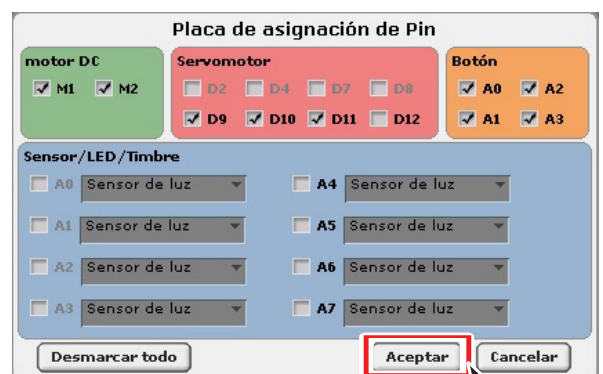 Placa de asignación de Pin
motor DC
M1 M2
Servomotor
D2 D4 D7 D8
D9 D10 D11 D12
Botón
A0 A2
A1 A3
Sensor/LED/Timbre
A0 Sensor de luz A4 Sensor de luz
A1 Sensor de luz A5 Sensor de luz
A2 Sensor de luz A6 Sensor de luz
A3 Sensor de luz A7 Sensor de luz
Desmarcar todo Aceptar Cancelar